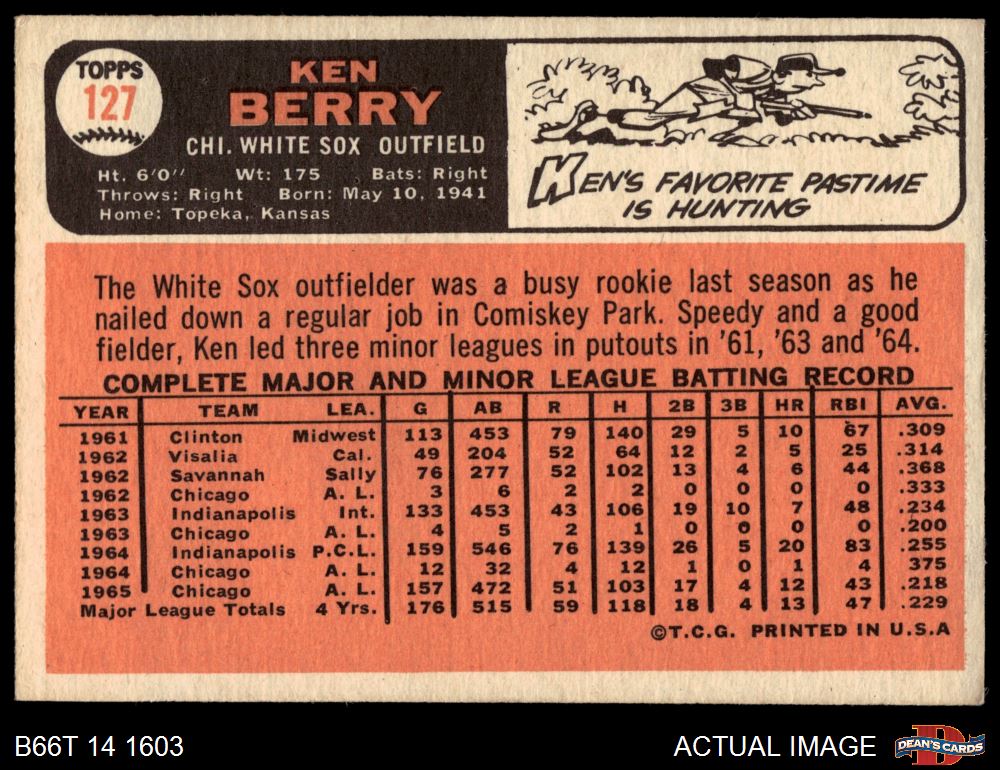 TOPPS
127
KEN
BERRY
CHI. WHITE SOX OUTFIELD
Ht. 6'0" Wt: 175 Bats: Right
Throws: Right Born: May 10, 1941
Home: Topeka, Kansas
KEN'S FAVORITE PASTIME
IS HUNTING
The White Sox outfielder was a busy rookie last season as he
nailed down a regular job in Comiskey Park. Speedy and a good
fielder, Ken led three minor leagues in putouts in '61, '63 and '64.
COMPLETE MAJOR AND MINOR LEAGUE BATTING RECORD
YEAR TEAM LEA. G AB R H 2B 3B HR RBI AVG.
1961 Clinton Midwest 113 453 79 140 29 5 10 67 .309
1962 Visalia Cal. 49 204 52 64 12 2 5 25 .314
1962 Savannah Sally 76 277 52 102 13 4 6 44 .368
1962 Chicago A. L. 3 6 2 2 0 0 0 0 .333
1963 Indianapolis Int. 133 453 43 106 19 10 7 48 .234
1963 Chicago A. L. 4 5 2 1 0 0 0 0 .200
1964 Indianapolis P.C.L. 159 546 76 139 26 5 20 83 .255
1964 Chicago A. L. 12 32 4 12 1 0 1 4 375
1965 Chicago A. L. 157 472 51 103 17 4 12 43 .218
Major League Totals 4 Yrs. 176 515 59 118 18 4 13 47 .229
©T.C.G. PRINTED IN U.S.A
B66T 14 1603
ACTUAL IMAGE
D
DEAN'S CARDS